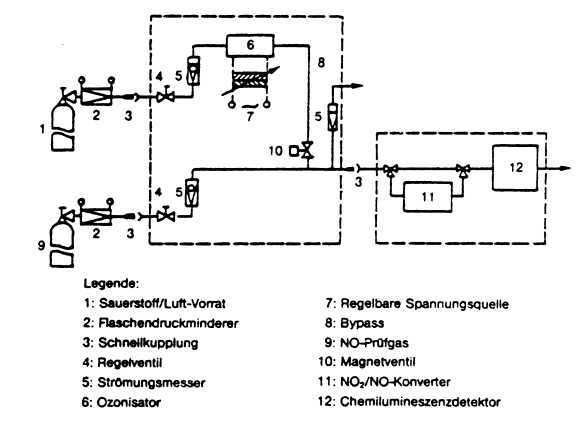 6
4
5
8
7
5
1
2
3
10
12
3
11
4
5
9
2
3
Legende:
1: Sauerstoff/Luft-Vorrat
2: Flaschendruckminderer
3: Schnellkupplung
4: Regelventil
5: Strömungsmesser
6: Ozonisator
7: Regelbare Spannungsquelle
8: Bypass
9: NO-Prüfgas
10: Magnetventil
11: NO₂/NO-Konverter
12: Chemilumineszenzdetektor